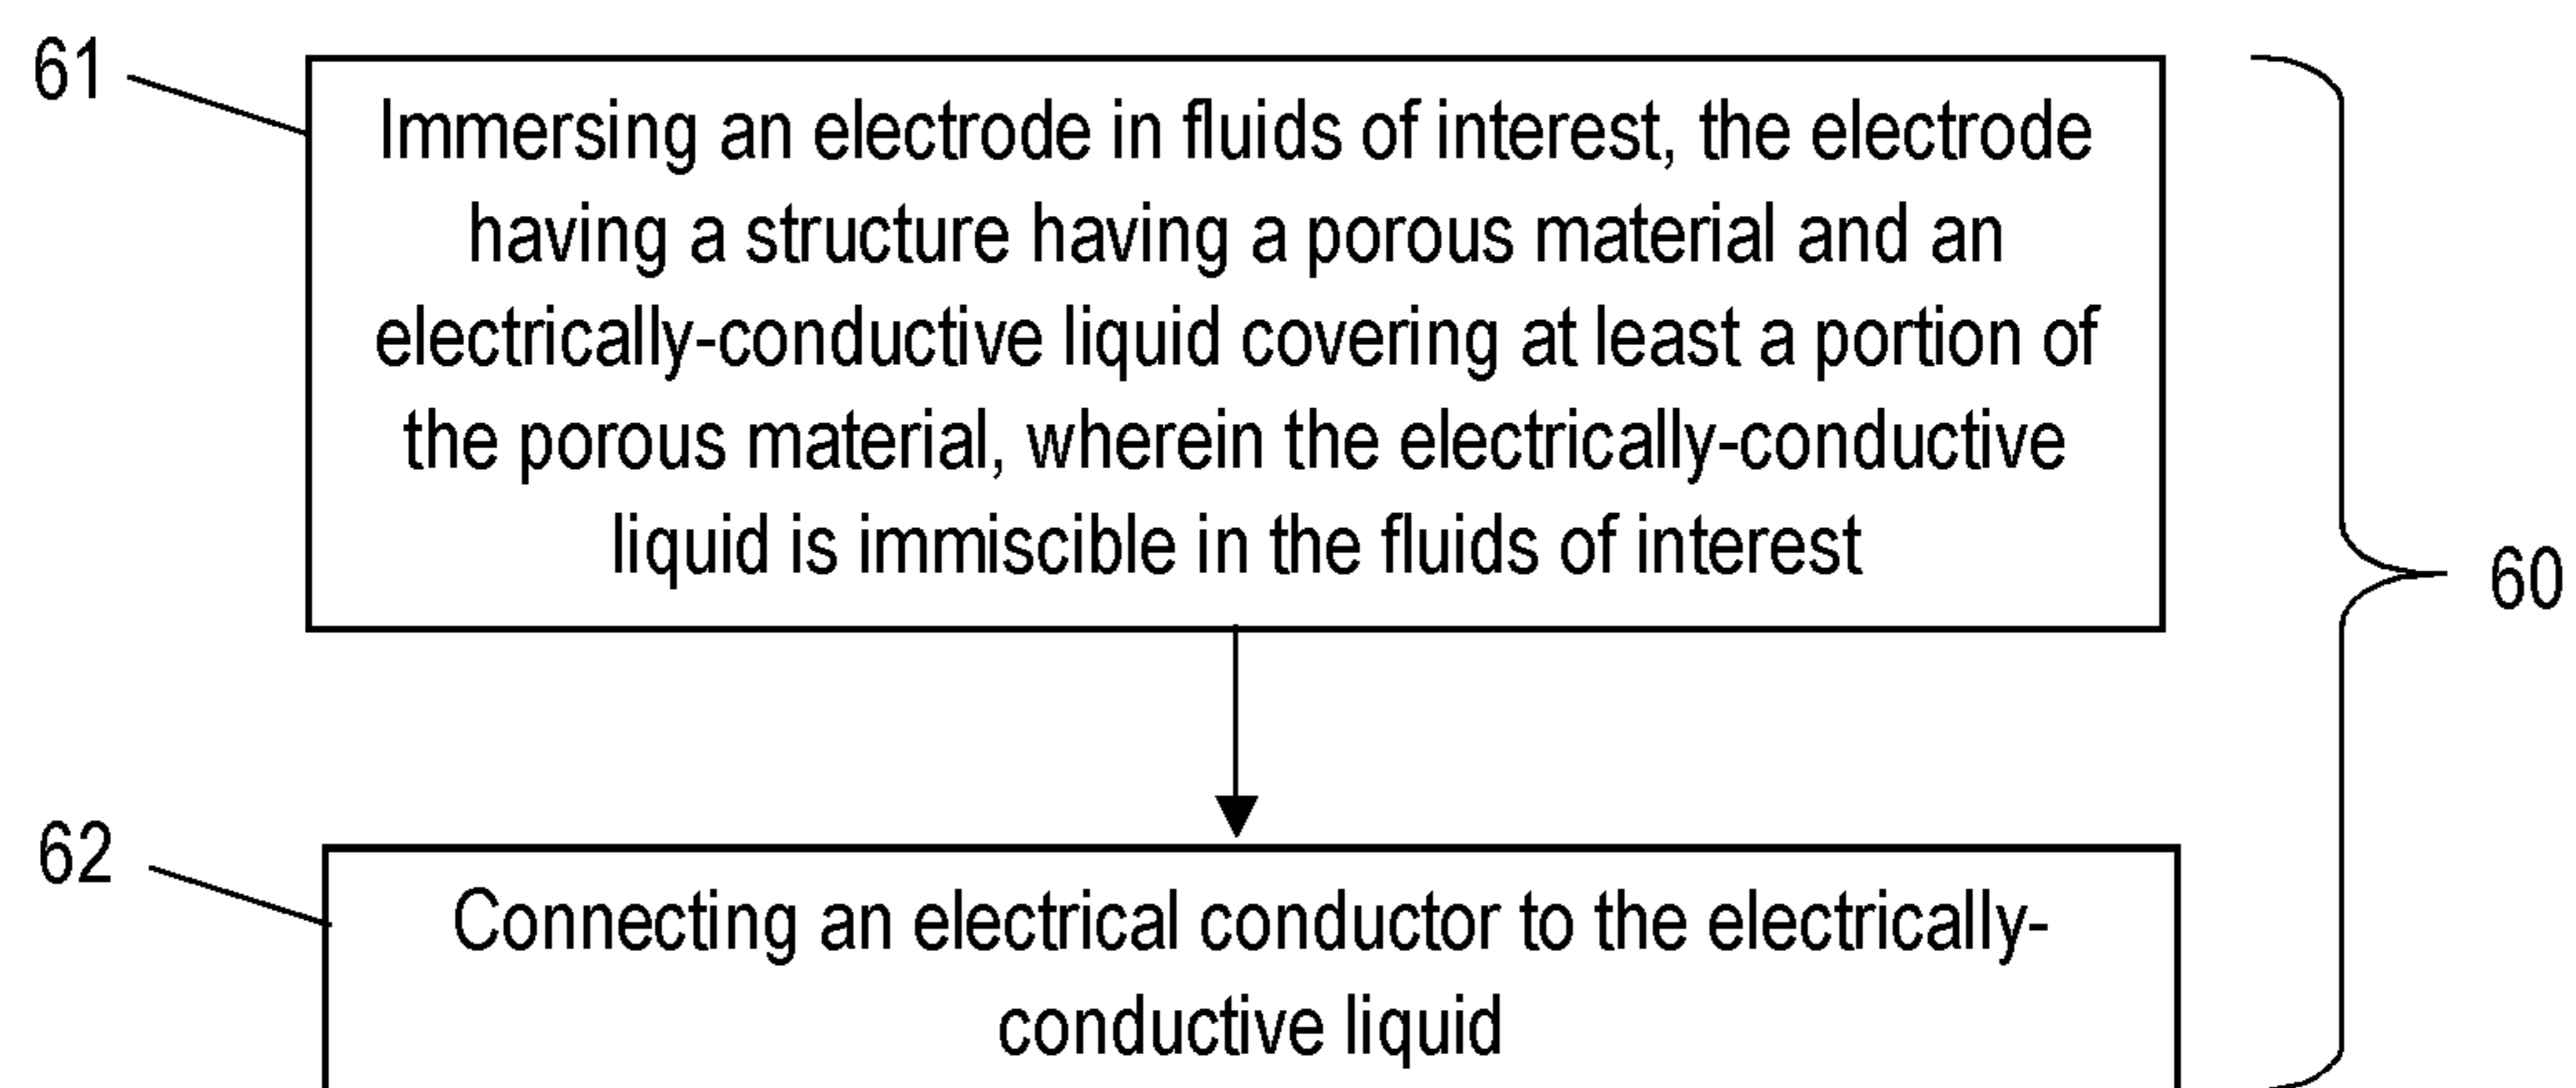 61
Immersing an electrode in fluids of interest, the electrode
having a structure having a porous material and an
electrically-conductive liquid covering at least a portion of
the porous material, wherein the electrically-conductive
liquid is immiscible in the fluids of interest
60
62
Connecting an electrical conductor to the electrically-
conductive liquid